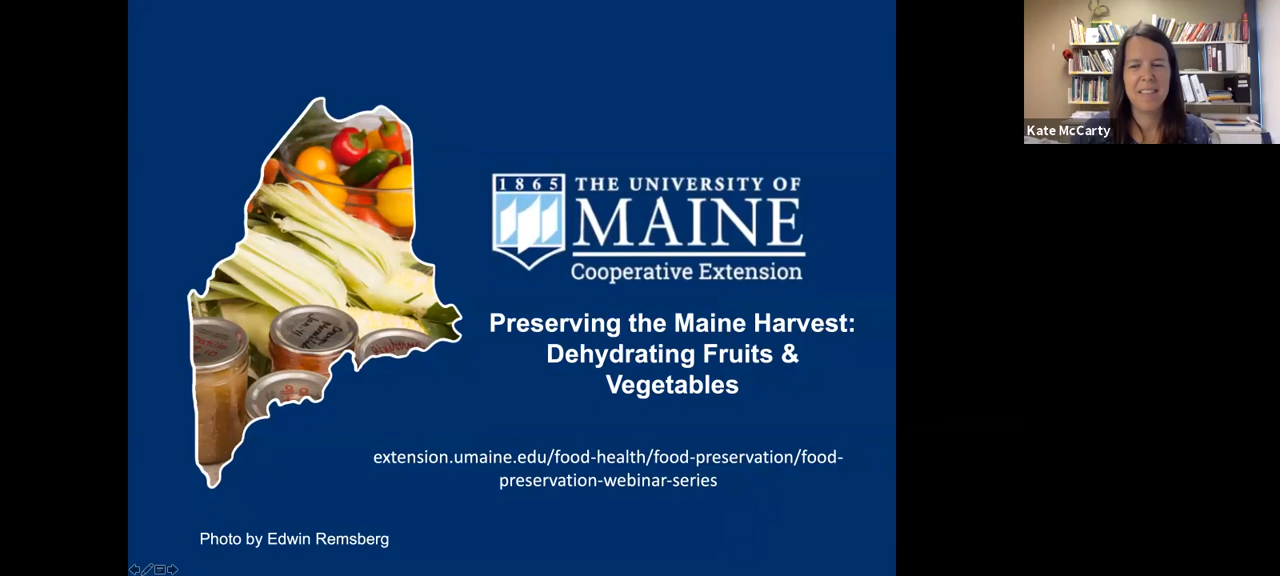 1865
THE UNIVERSITY OF
MAINE
Cooperative Extension
Preserving the Maine Harvest:
Dehydrating Fruits &
Vegetables
extension.umaine.edu/food-health/food-preservation/food-
preservation-webinar-series
Photo by Edwin Remsberg
Kate McCarty